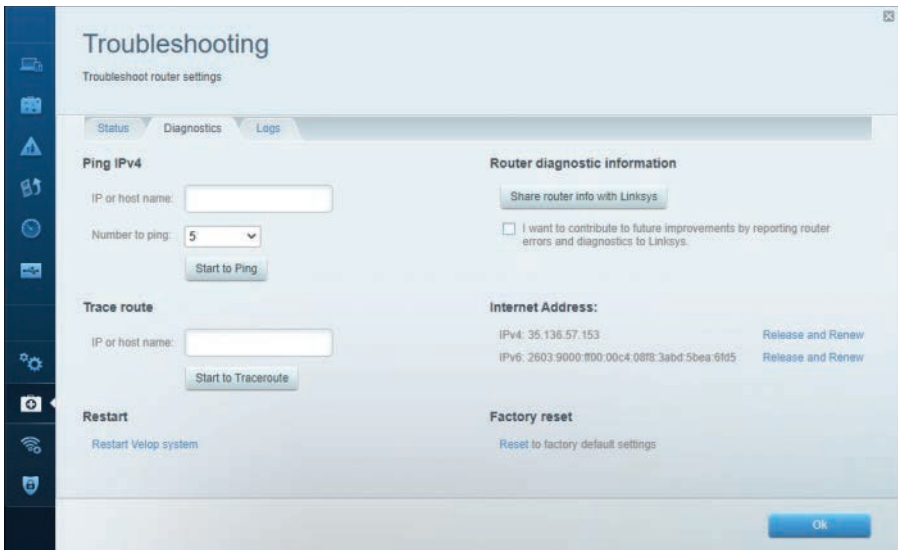 Troubleshooting
Troubleshoot router settings
Status
Diagnostics
Logs
Ping IPv4
IP or host name:
Number to ping:
5
Start to Ping
Trace route
IP or host name:
Start to Traceroute
Restart
Restart Velop system
Router diagnostic information
Share router info with Linksys
I want to contribute to future improvements by reporting router
errors and diagnostics to Linksys.
Internet Address:
IPv4: 35.136.57.153
Release and Renew
IPv6: 2603:9000:ff00:00c4:08f8:3abd:5bea:6fd5
Release and Renew
Factory reset
Reset to factory default settings
Ok